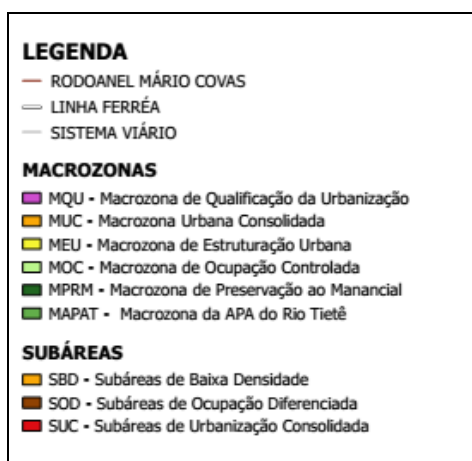 LEGENDA
RODOANEL MÁRIO COVAS
LINHA FERRÉA
SISTEMA VIÁRIO
MACROZONAS
MQU - Macrozona de Qualificação da Urbanização
MUC - Macrozona Urbana Consolidada
MEU - Macrozona de Estruturação Urbana
MOC - Macrozona de Ocupação Controlada
MPRM - Macrozona de Preservação ao Manancial
MAPAT - Macrozona da APA do Rio Tietê
SUBÁREAS
SBD - Subáreas de Baixa Densidade
SOD - Subáreas de Ocupação Diferenciada
SUC - Subáreas de Urbanização Consolidada